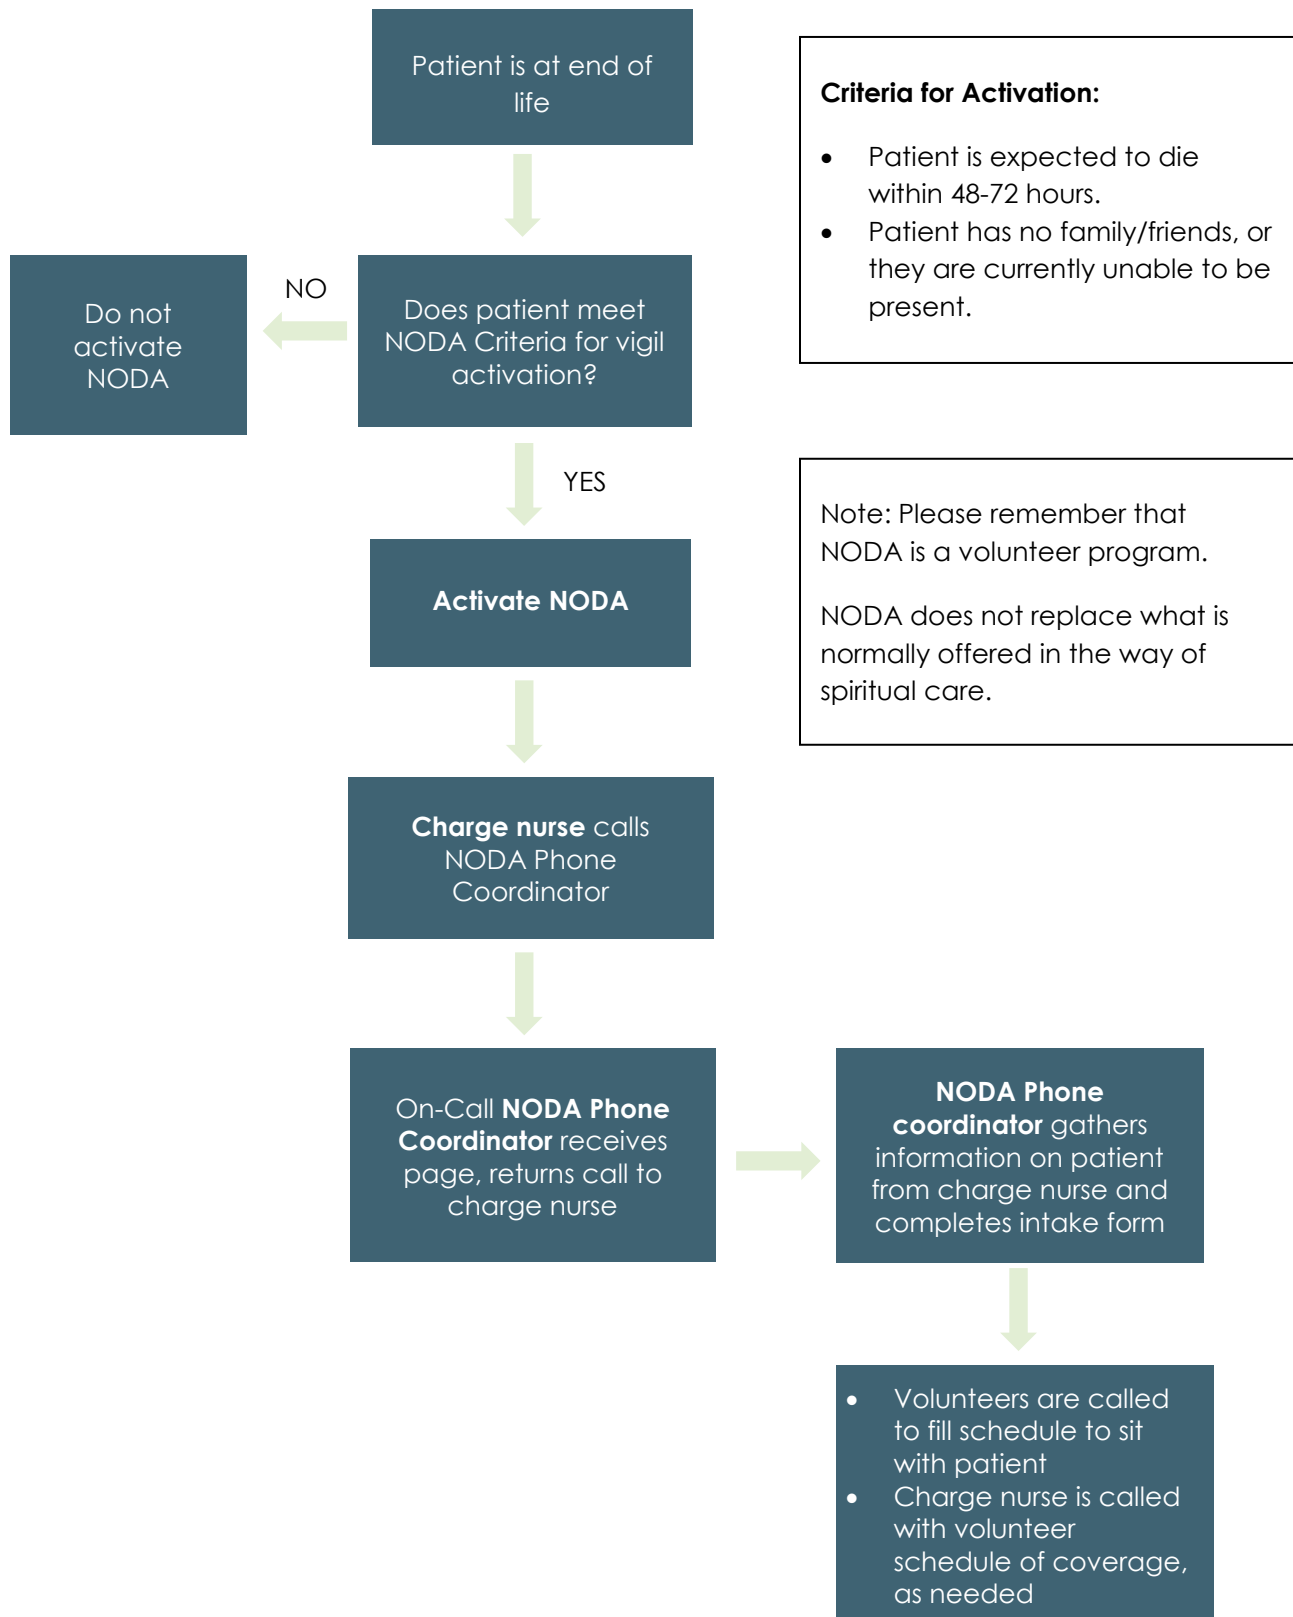 Patient is at end of
life
Criteria for Activation:
• Patient is expected to die
within 48-72 hours.
• Patient has no family/friends, or
they are currently unable to be
present.
Does patient meet
NODA Criteria for vigil
activation?
NO
Do not
activate
NODA
YES
Activate NODA
Note: Please remember that
NODA is a volunteer program.
NODA does not replace what is
normally offered in the way of
spiritual care.
Charge nurse calls
NODA Phone
Coordinator
On-Call NODA Phone
Coordinator receives
page, returns call to
charge nurse
NODA Phone
coordinator gathers
information on patient
from charge nurse and
completes intake form
• Volunteers are called
to fill schedule to sit
with patient
• Charge nurse is called
with volunteer
schedule of coverage,
as needed